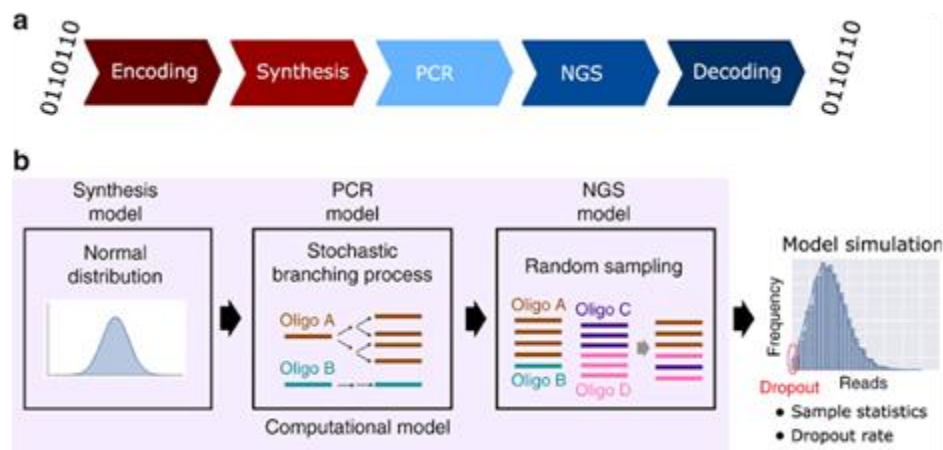 a
0110110
Encoding
Synthesis
PCR
NGS
Decoding
0110110
b
Synthesis
model
Normal
distribution
PCR
model
Stochastic
branching process
Oligo A
Oligo B
NGS
model
Random sampling
Oligo A
Oligo C
Oligo B
Oligo D
Computational model
Model simulation
Frequency
Dropout
Reads
● Sample statistics
● Dropout rate